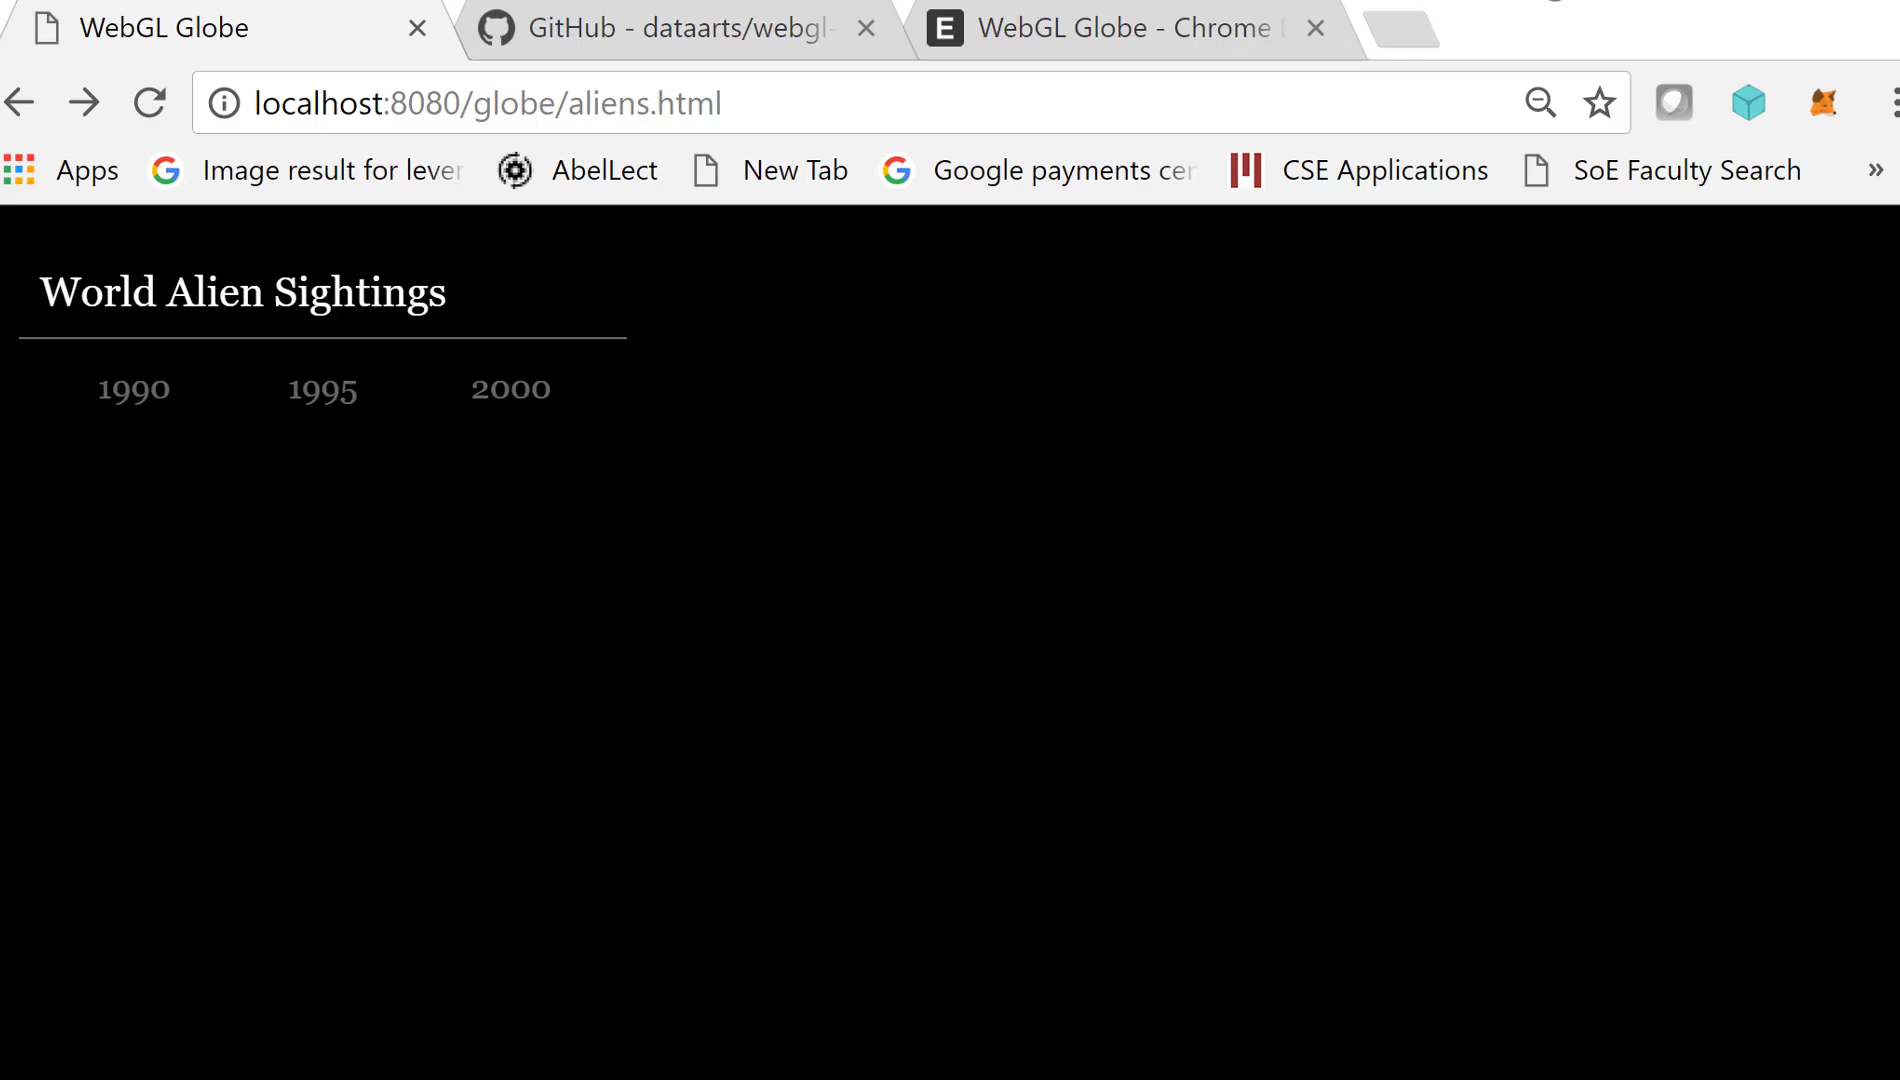 WebGL Globe
GitHub - dataarts/webgl-
WebGL Globe - Chrome
localhost:8080/globe/aliens.html
Apps
Image result for lever
AbelLect
New Tab
Google payments cen
CSE Applications
SoE Faculty Search
»
World Alien Sightings
1990 1995 2000